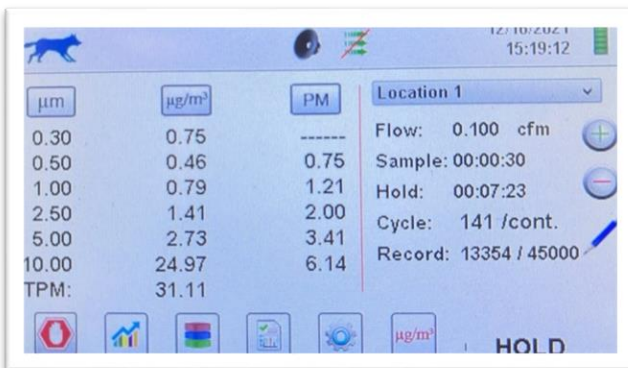 15:19:12
µm µg/m³ PM
0.30 0.75 ------
0.50 0.46 0.75
1.00 0.79 1.21
2.50 1.41 2.00
5.00 2.73 3.41
10.00 24.97 6.14
TPM: 31.11
Location 1
Flow: 0.100 cfm
Sample: 00:00:30
Hold: 00:07:23
Cycle: 141 /cont.
Record: 13354 / 45000
µg/m³
HOLD